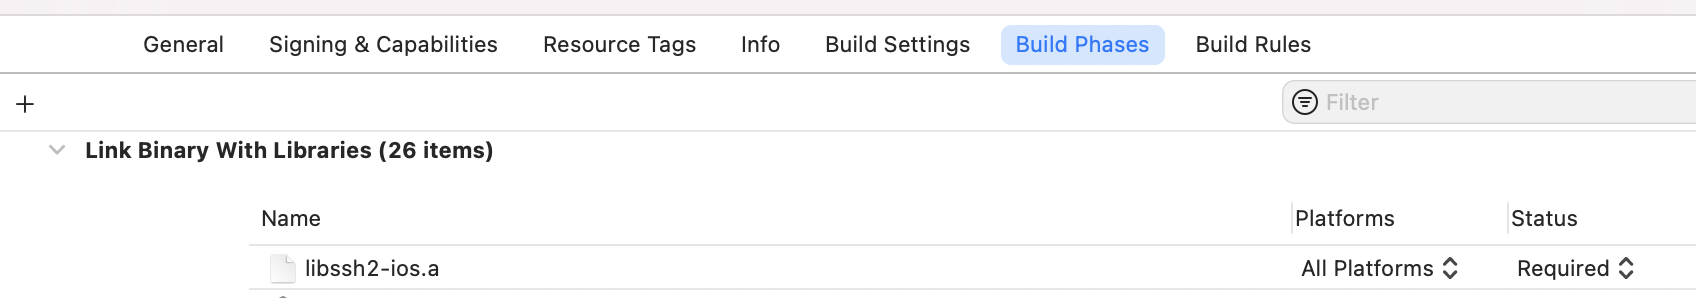 General Signing & Capabilities Resource Tags Info Build Settings Build Phases Build Rules
Filter
Link Binary With Libraries (26 items)
Name Platforms Status
libssh2-ios.a All Platforms Required